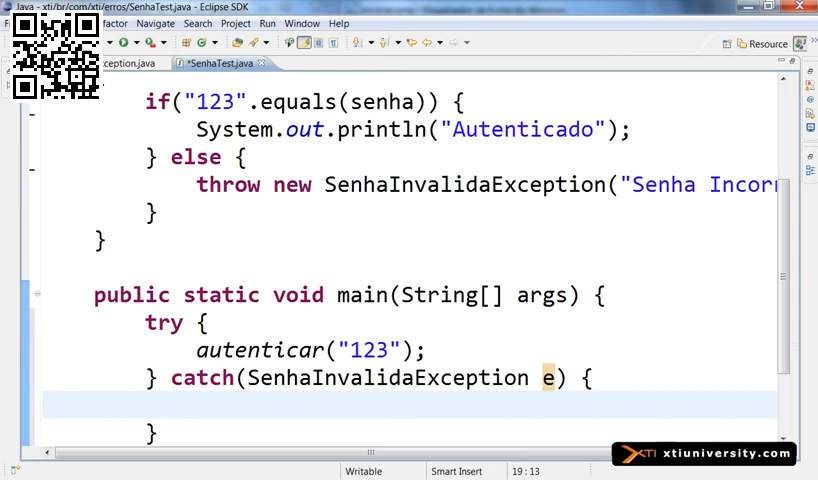 Java - xti/br/com/xti/erros/SenhaTest.java - Eclipse SDK
factor Navigate Search Project Run Window Help
Resource
ception.java *SenhaTest.java
if("123".equals(senha)) {
System.out.println("Autenticado");
} else {
throw new SenhaInvalidaException("Senha Incorr
}
}
public static void main(String[] args) {
try {
autenticar("123");
} catch(SenhaInvalidaException e) {
}
XTI xtiuniversity.com
Writable Smart Insert 19 : 13